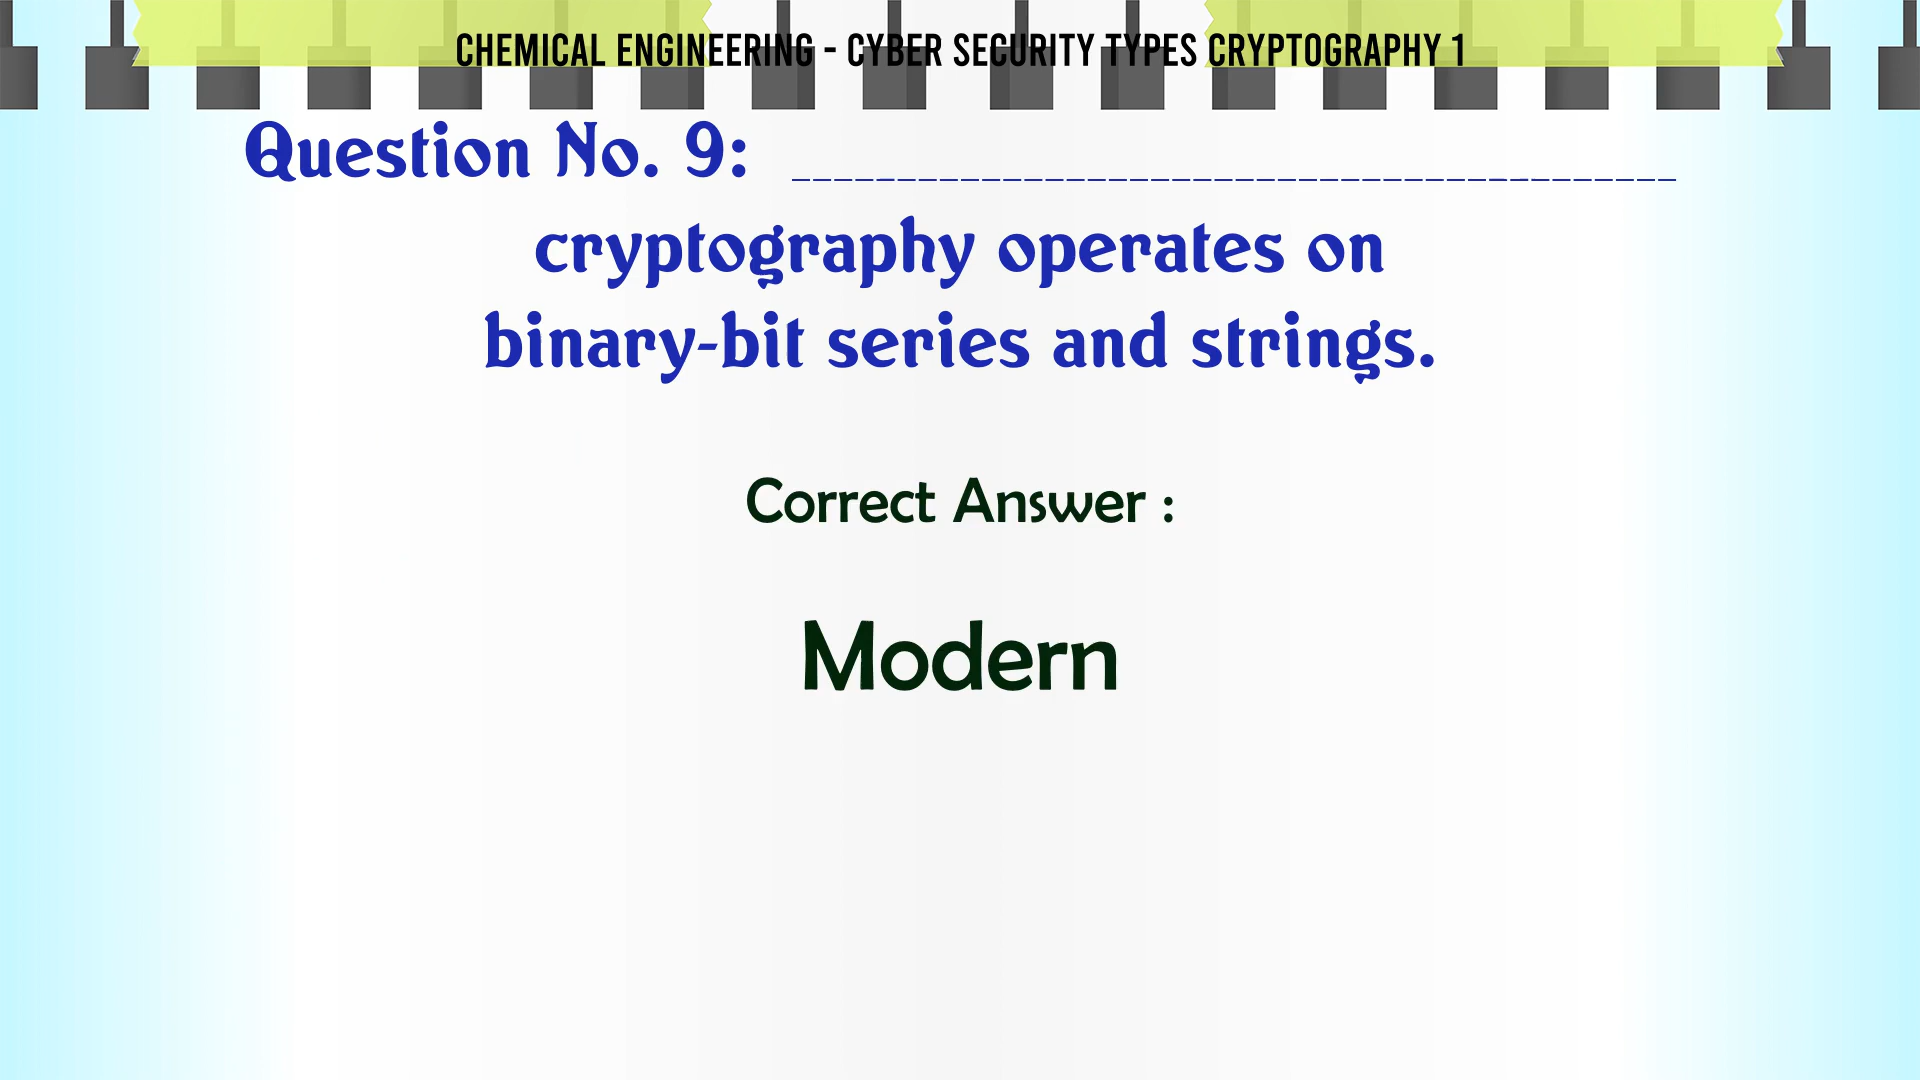 CHEMICAL ENGINEERING - CYBER SECURITY TYPES CRYPTOGRAPHY 1
Question No. 9: __________________________________________
cryptography operates on
binary-bit series and strings.
Correct Answer :
Modern